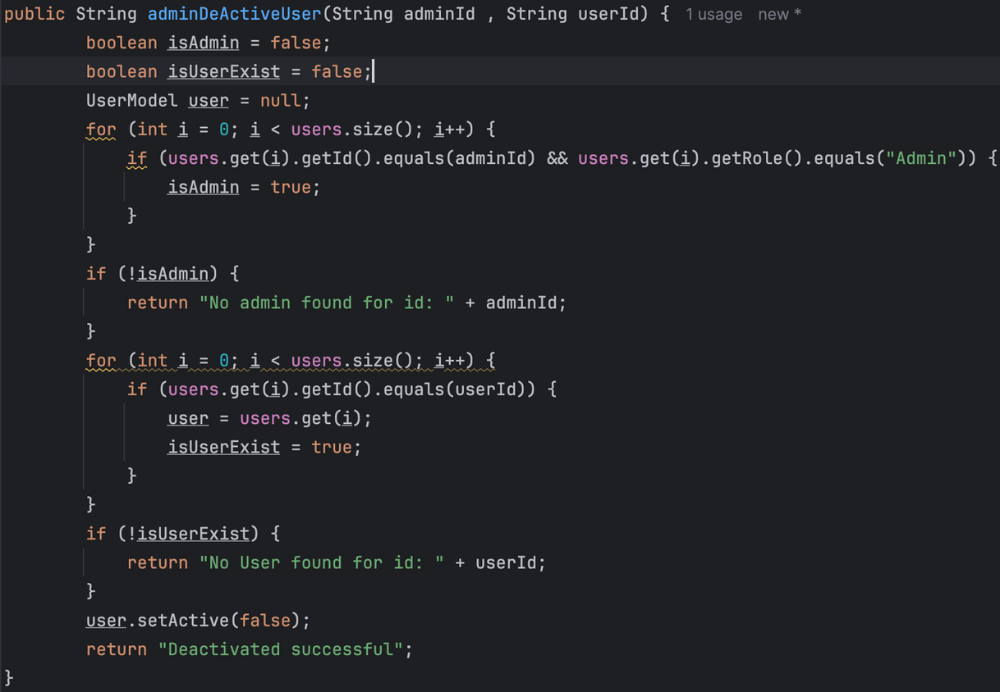 public String adminDeActiveUser(String adminId , String userId) { 1 usage new *
boolean isAdmin = false;
boolean isUserExist = false;
UserModel user = null;
for (int i = 0; i < users.size(); i++) {
if (users.get(i).getId().equals(adminId) && users.get(i).getRole().equals("Admin")) {
isAdmin = true;
}
}
if (!isAdmin) {
return "No admin found for id: " + adminId;
}
for (int i = 0; i < users.size(); i++) {
if (users.get(i).getId().equals(userId)) {
user = users.get(i);
isUserExist = true;
}
}
if (!isUserExist) {
return "No User found for id: " + userId;
}
user.setActive(false);
return "Deactivated successful";
}